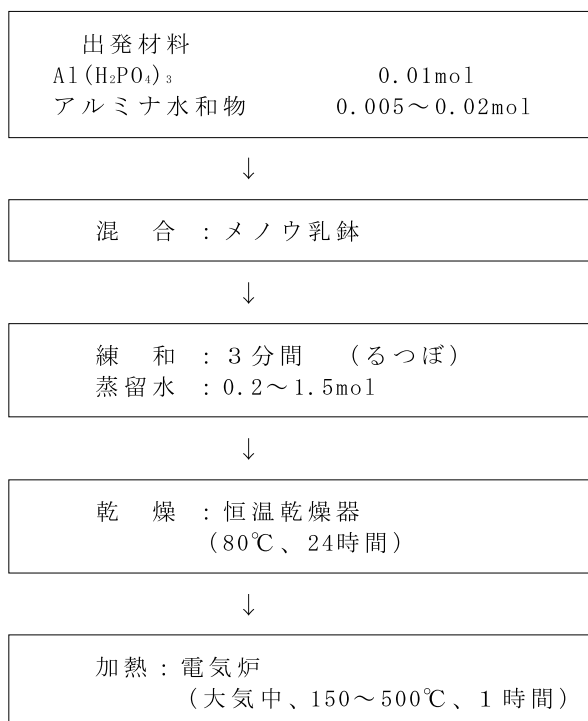 出発材料
Al(H₂PO₄)₃ 0.01mol
アルミナ水和物 0.005～0.02mol
↓
混 合 : メノウ乳鉢
↓
練 和 : ３分間 （るつぼ）
蒸留水 : 0.2～1.5mol
↓
乾 燥 : 恒温乾燥器
(80℃、24時間)
↓
加熱 : 電気炉
(大気中、150～500℃、１時間)